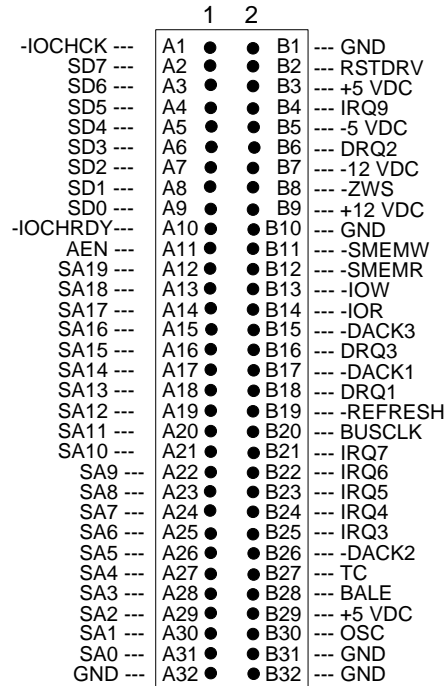 1 2
-IOCHCK --- A1 B1 --- GND
SD7 --- A2 B2 --- RSTDRV
SD6 --- A3 B3 --- +5 VDC
SD5 --- A4 B4 --- IRQ9
SD4 --- A5 B5 --- -5 VDC
SD3 --- A6 B6 --- DRQ2
SD2 --- A7 B7 --- -12 VDC
SD1 --- A8 B8 --- -ZWS
SD0 --- A9 B9 --- +12 VDC
-IOCHRDY--- A10 B10 --- GND
AEN --- A11 B11 --- -SMEMW
SA19 --- A12 B12 --- -SMEMR
SA18 --- A13 B13 --- -IOW
SA17 --- A14 B14 --- -IOR
SA16 --- A15 B15 --- -DACK3
SA15 --- A16 B16 --- DRQ3
SA14 --- A17 B17 --- -DACK1
SA13 --- A18 B18 --- DRQ1
SA12 --- A19 B19 --- -REFRESH
SA11 --- A20 B20 --- BUSCLK
SA10 --- A21 B21 --- IRQ7
SA9 --- A22 B22 --- IRQ6
SA8 --- A23 B23 --- IRQ5
SA7 --- A24 B24 --- IRQ4
SA6 --- A25 B25 --- IRQ3
SA5 --- A26 B26 --- -DACK2
SA4 --- A27 B27 --- TC
SA3 --- A28 B28 --- BALE
SA2 --- A29 B29 --- +5 VDC
SA1 --- A30 B30 --- OSC
SA0 --- A31 B31 --- GND
GND --- A32 B32 --- GND